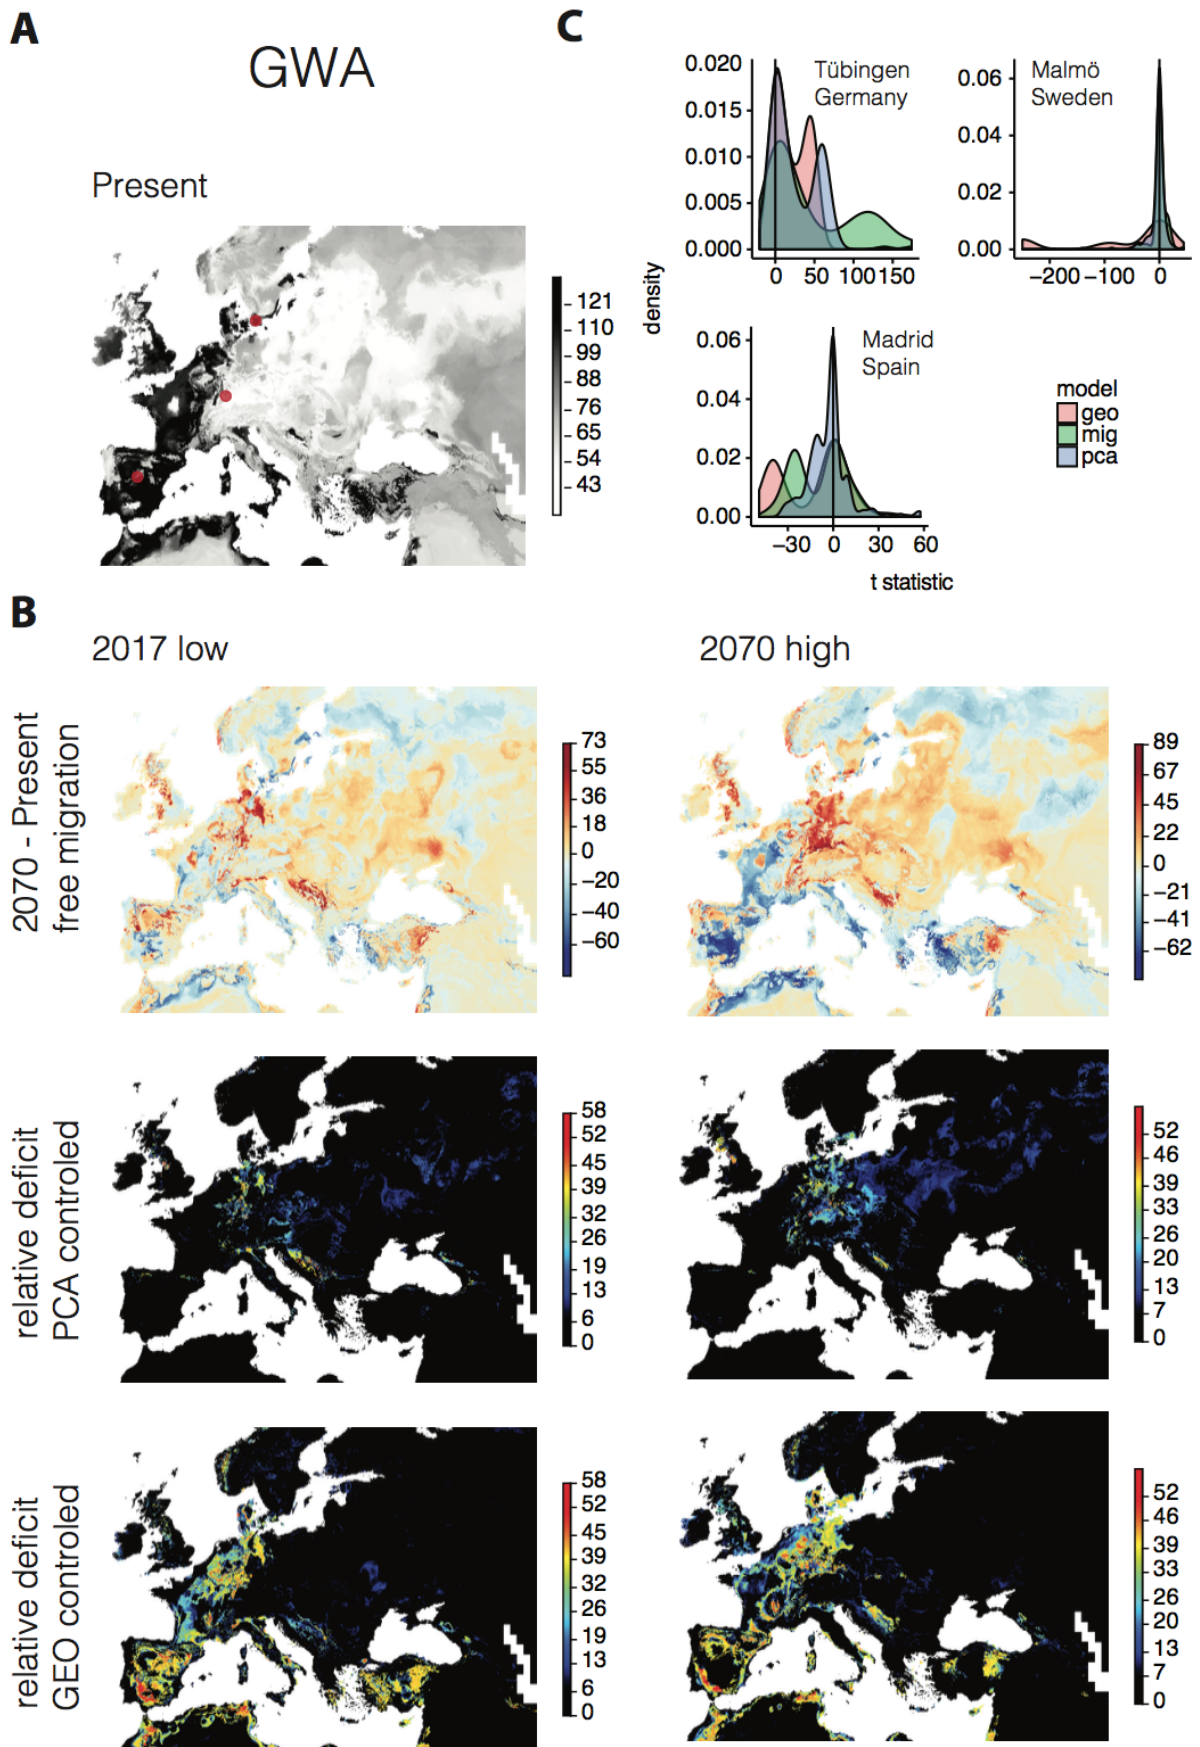 A
GWA
Present
121
110
99
88
76
65
54
43
C
density
0.020
0.015
0.010
0.005
0.000
Tübingen
Germany
0 50 100 150
0.06
0.04
0.02
0.00
Malmö
Sweden
−200 −100 0
0.06
0.04
0.02
0.00
Madrid
Spain
−30 0 30 60
t statistic
model
geo
mig
pca
B
2017 low
2070 high
2070 - Present
free migration
73
55
36
18
0
−20
−40
−60
89
67
45
22
0
−21
−41
−62
relative deficit
PCA controled
58
52
45
39
32
26
19
13
6
0
52
46
39
33
26
20
13
7
0
relative deficit
GEO controled
58
52
45
39
32
26
19
13
6
0
52
46
39
33
26
20
13
7
0